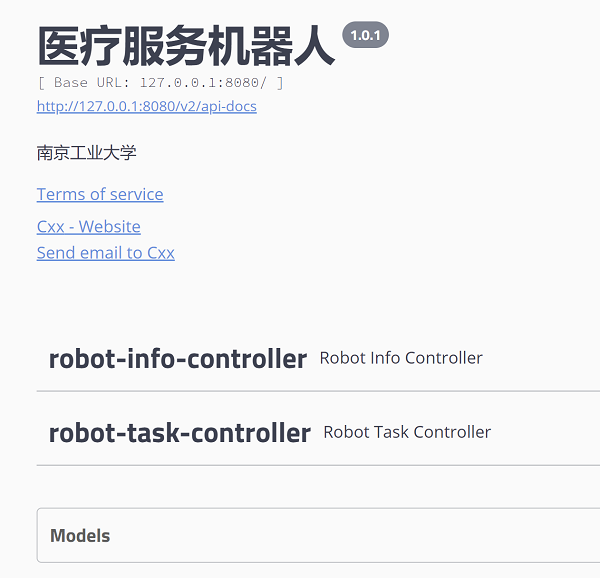 医疗服务机器人 1.0.1
[ Base URL: 127.0.0.1:8080/ ]
http://127.0.0.1:8080/v2/api-docs
南京工业大学
Terms of service
Cxx - Website
Send email to Cxx
robot-info-controller Robot Info Controller
robot-task-controller Robot Task Controller
Models